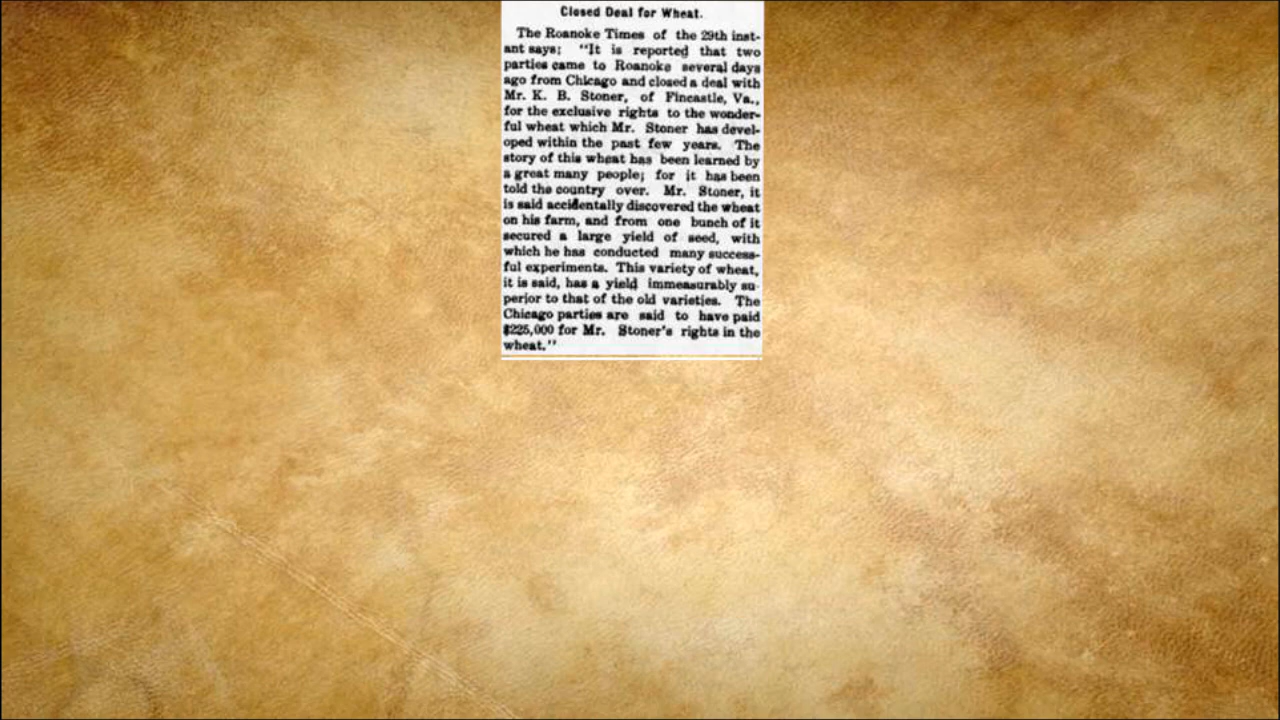 Closed Deal for Wheat.
The Roanoke Times of the 29th inst-
ant says: "It is reported that two
parties came to Roanoke several days
ago from Chicago and closed a deal with
Mr. K. B. Stoner, of Fincastle, Va.,
for the exclusive rights to the wonder-
ful wheat which Mr. Stoner has devel-
oped within the past few years. The
story of this wheat has been learned by
a great many people; for it has been
told the country over. Mr. Stoner, it
is said accidentally discovered the wheat
on his farm, and from one bunch of it
secured a large yield of seed, with
which he has conducted many success-
ful experiments. This variety of wheat,
it is said, has a yield immeasurably su-
perior to that of the old varieties. The
Chicago parties are said to have paid
$225,000 for Mr. Stoner's rights in the
wheat."